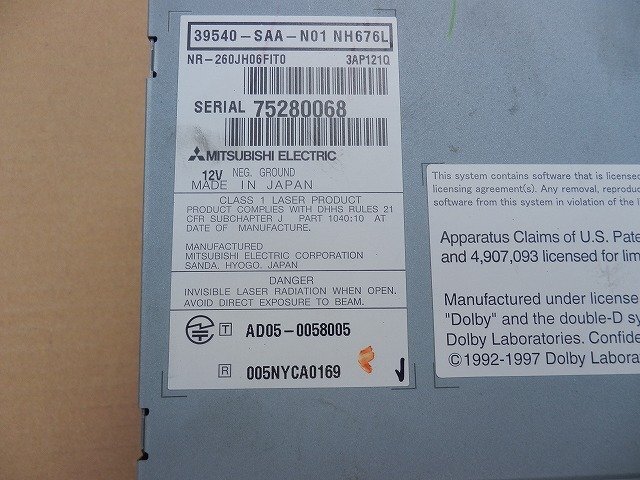 39540-SAA-N01 NH676L
NR-260JH06FIT0 3AP121Q
SERIAL 75280068
MITSUBISHI ELECTRIC
12V NEG. GROUND
MADE IN JAPAN
CLASS 1 LASER PRODUCT
PRODUCT COMPLIES WITH DHHS RULES 21
CFR SUBCHAPTER J PART 1040:10 AT
DATE OF MANUFACTURE.
MANUFACTURED
MITSUBISHI ELECTRIC CORPORATION
SANDA, HYOGO, JAPAN
DANGER
INVISIBLE LASER RADIATION WHEN OPEN.
AVOID DIRECT EXPOSURE TO BEAM.
T AD05-0058005
R 005NYCA0169
This system contains software that is licensed
licensing agreement(s). Any removal, reproduc
software from this system in violation of the l
Apparatus Claims of U.S. Pate
and 4,907,093 licensed for lim
Manufactured under license
"Dolby" and the double-D sy
Dolby Laboratories. Confide
©1992-1997 Dolby Labora